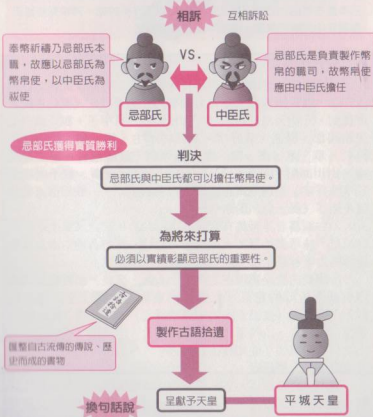 相訴 互相訴訟
奉幣祈禱乃忌部氏本
職，故應以忌部氏為
幣帛使，以中臣氏為
祓使
VS.
忌部氏是負責製作幣
帛的職司，故幣帛使
應由中臣氏擔任
忌部氏
中臣氏
忌部氏獲得實質勝利
判決
忌部氏與中臣氏都可以擔任幣帛使。
為將來打算
必須以實績彰顯忌部氏的重要性。
古語拾遺
製作古語拾遺
匯整自古流傳的傳說、歷
史而成的書物
換句話說
呈獻予天皇
平城天皇